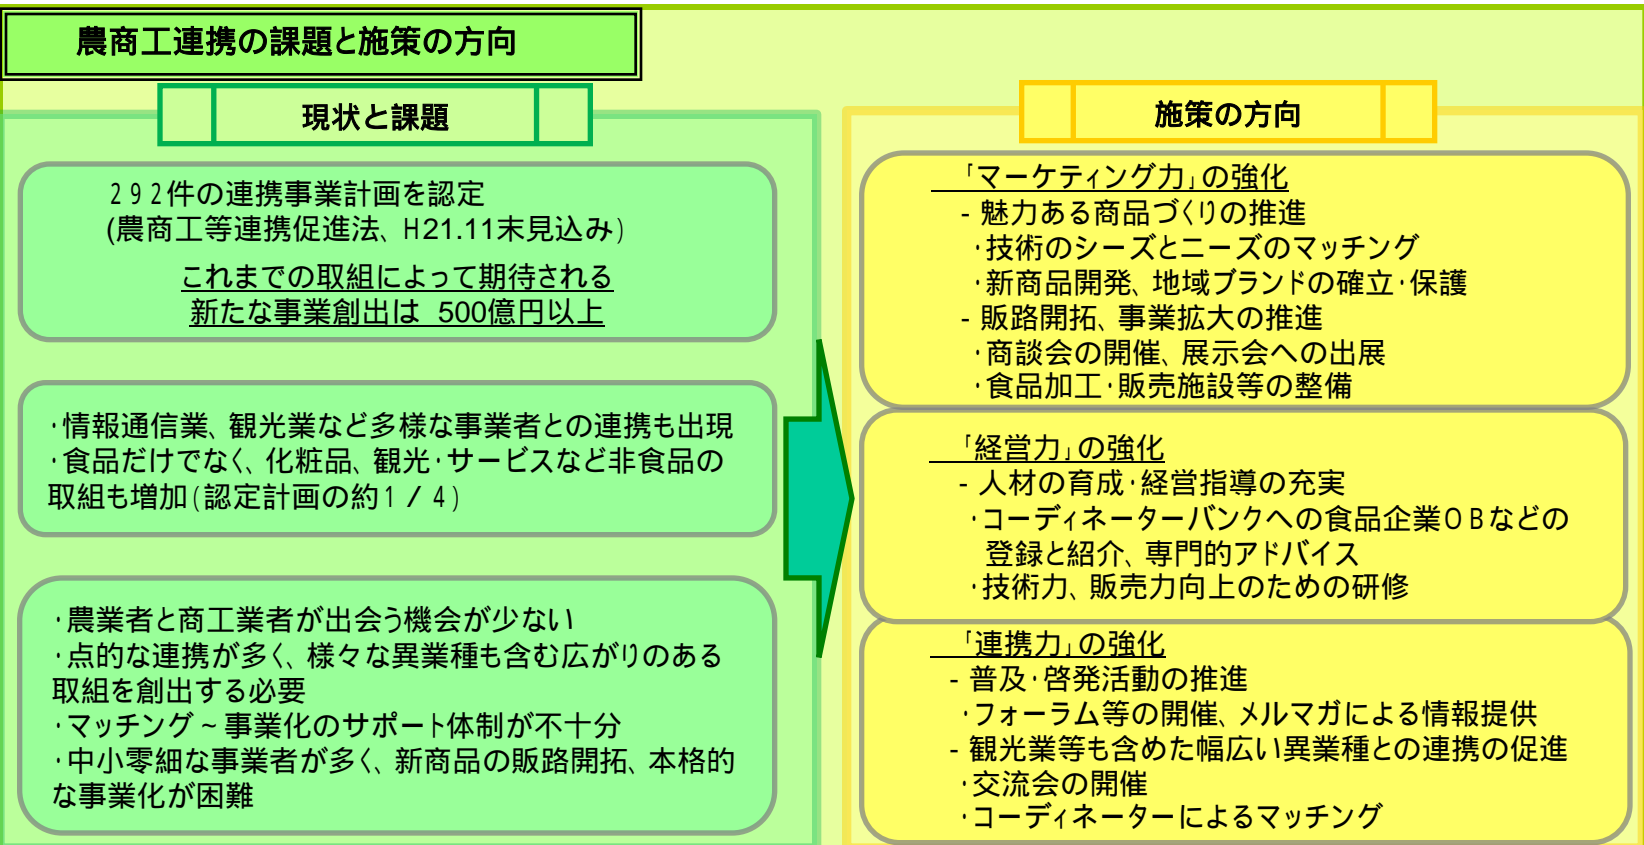 農商工連携の課題と施策の方向
現状と課題
292件の連携事業計画を認定
(農商工等連携促進法、H21.11末見込み)
これまでの取組によって期待される
新たな事業創出は 500億円以上
・情報通信業、観光業など多様な事業者との連携も出現
・食品だけでなく、化粧品、観光・サービスなど非食品の
取組も増加(認定計画の約1/4)
・農業者と商工業者が出会う機会が少ない
・点的な連携が多く、様々な異業種も含む広がりのある
取組を創出する必要
・マッチング~事業化のサポート体制が不十分
・中小零細な事業者が多く、新商品の販路開拓、本格的
な事業化が困難
施策の方向
「マーケティング力」の強化
- 魅力ある商品づくりの推進
・技術のシーズとニーズのマッチング
・新商品開発、地域ブランドの確立・保護
- 販路開拓、事業拡大の推進
・商談会の開催、展示会への出展
・食品加工・販売施設等の整備
「経営力」の強化
- 人材の育成・経営指導の充実
・コーディネーターバンクへの食品企業OBなどの
登録と紹介、専門的アドバイス
・技術力、販売力向上のための研修
「連携力」の強化
- 普及・啓発活動の推進
・フォーラム等の開催、メルマガによる情報提供
- 観光業等も含めた幅広い異業種との連携の促進
・交流会の開催
・コーディネーターによるマッチング